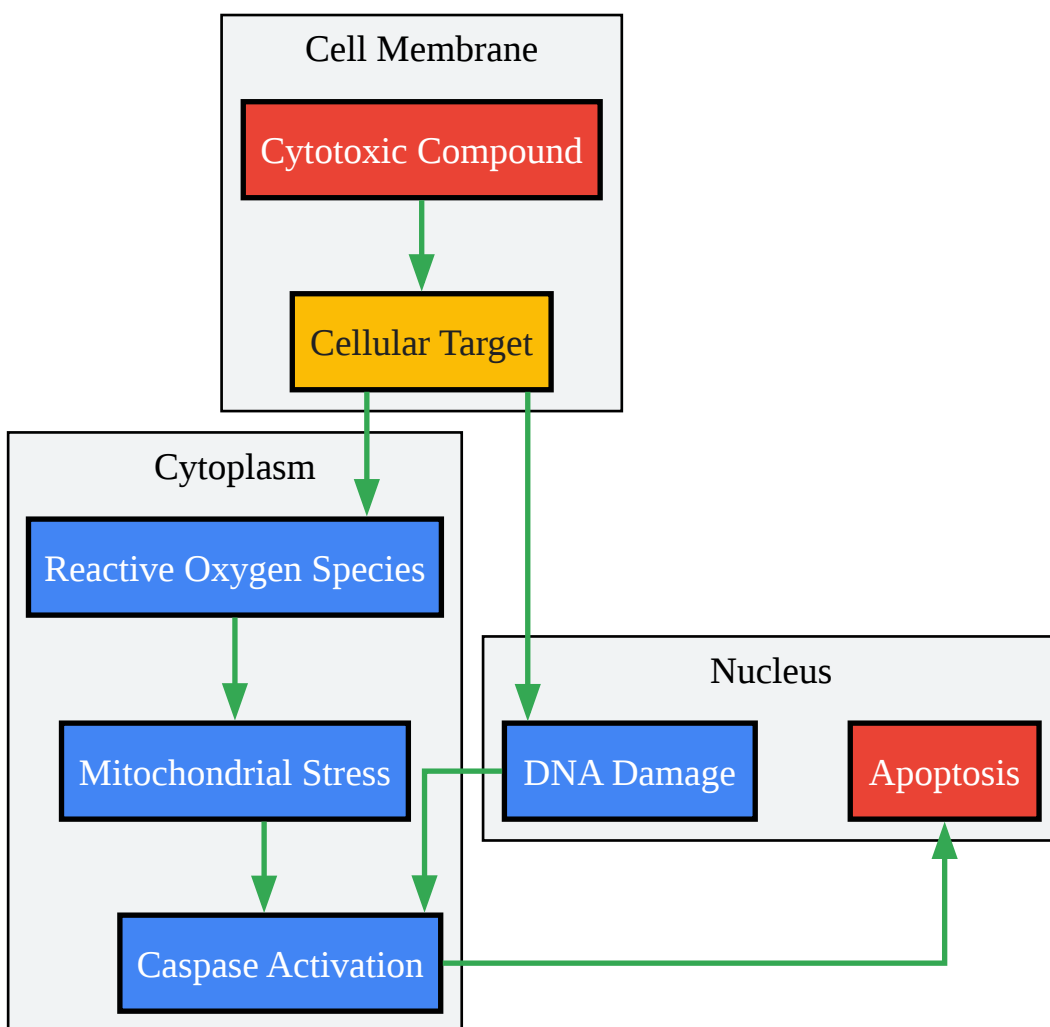 Cell Membrane
Cytotoxic Compound
Cellular Target
Cytoplasm
Reactive Oxygen Species
Nucleus
Mitochondrial Stress
DNA Damage
Apoptosis
Caspase Activation